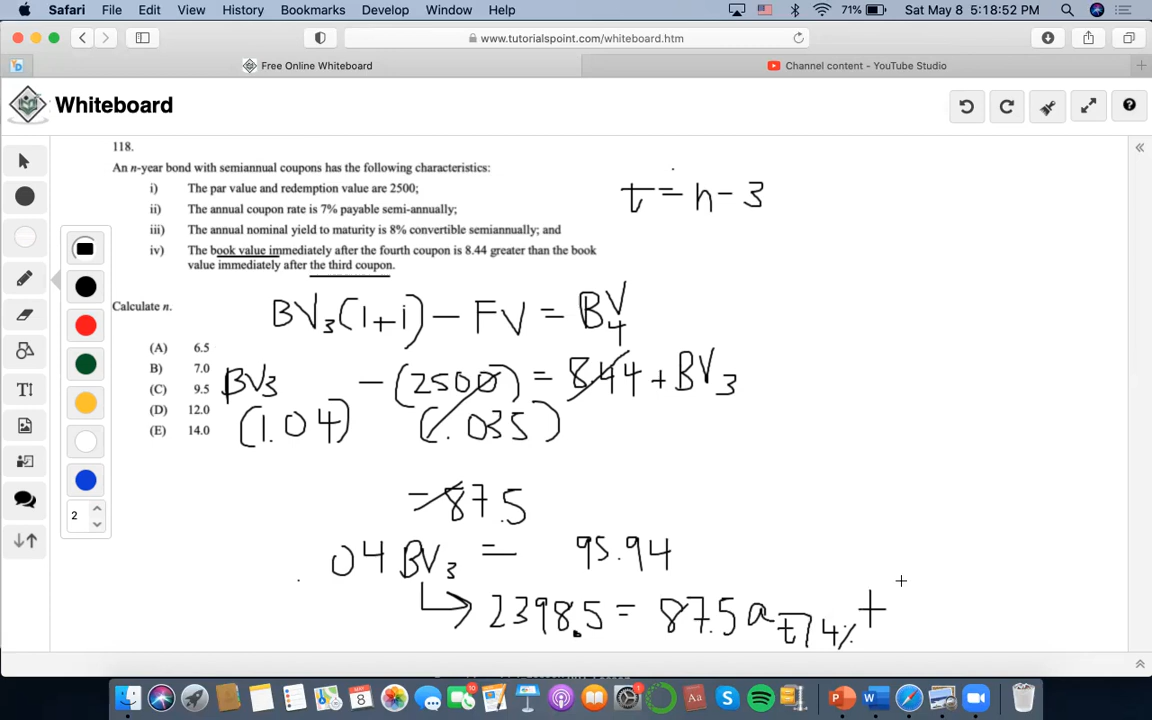 Safari File Edit View History Bookmarks Develop Window Help 71% Sat May 8 5:18:52 PM
www.tutorialspoint.com/whiteboard.htm
Free Online Whiteboard Channel content - YouTube Studio
Whiteboard
118.
An n-year bond with semiannual coupons has the following characteristics:
i) The par value and redemption value are 2500;
ii) The annual coupon rate is 7% payable semi-annually;
iii) The annual nominal yield to maturity is 8% convertible semiannually; and
iv) The book value immediately after the fourth coupon is 8.44 greater than the book
value immediately after the third coupon.
t = n - 3
Calculate n.
BV3(1+i) - FV = BV4
(A) 6.5
B) 7.0
(C) 9.5
(D) 12.0
(E) 14.0
BV3 - (2500) = 8.44 + BV3
(1.04) (.035)
- 87.5
04 BV3 = 95.94
2398.5 = 87.5 a t 4% +
2